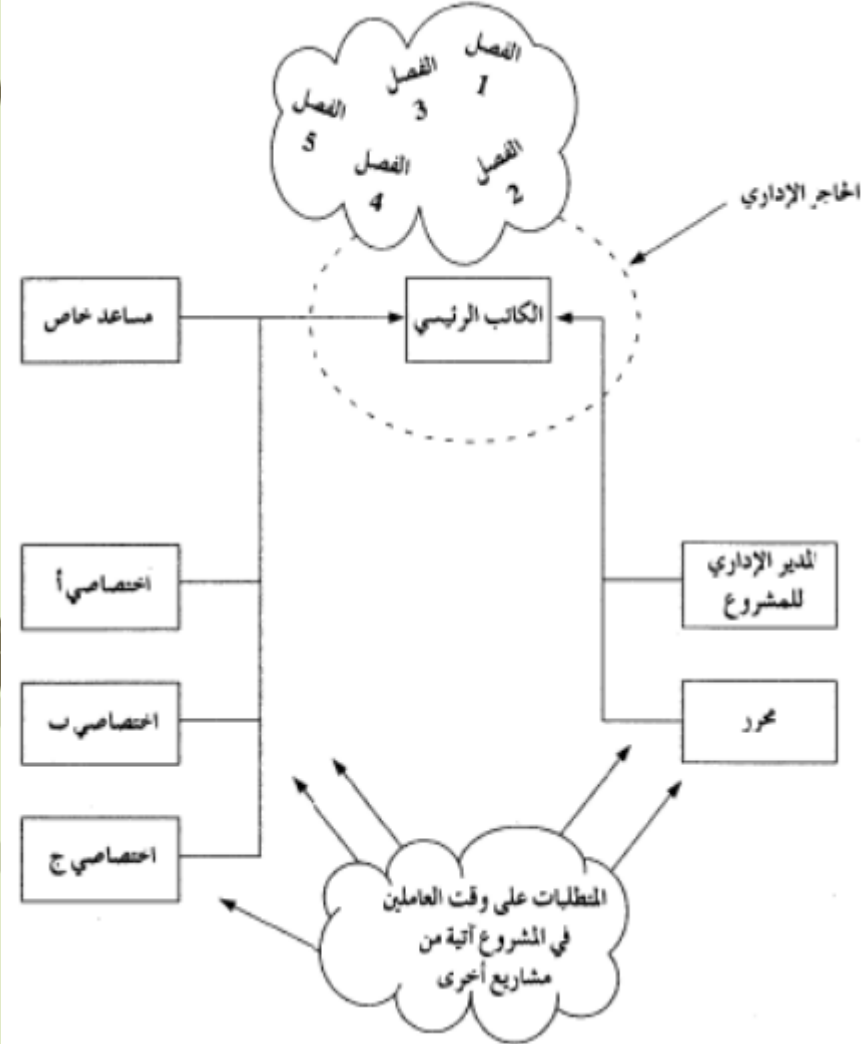 الفصل
1
الفصل
3
الفصل
5
الفصل
2
الفصل
4
الحاجز الإداري
الكاتب الرئيسي
مساعد خاص
المدير الإداري
للمشروع
اختصاصي أ
محرر
اختصاصي ب
اختصاصي ج
المتطلبات على وقت العاملين
في المشروع آتية من
مشاريع أخرى